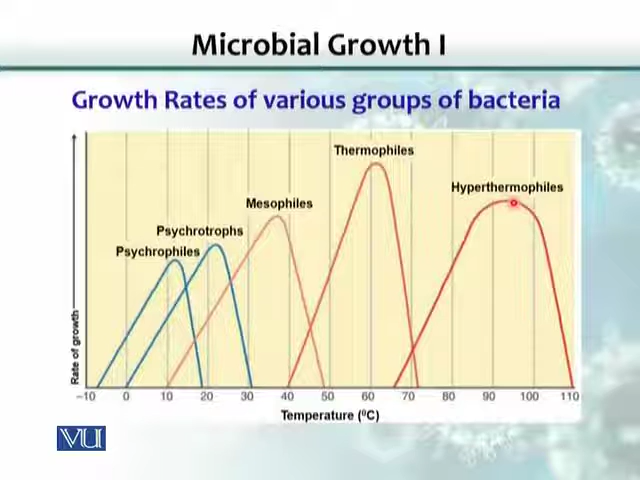 Microbial Growth I
Growth Rates of various groups of bacteria
Thermophiles
Hyperthermophiles
Mesophiles
Psychrotrophs
Psychrophiles
Rate of growth
–10 0 10 20 30 40 50 60 70 80 90 100 110
Temperature (⁰C)
VU